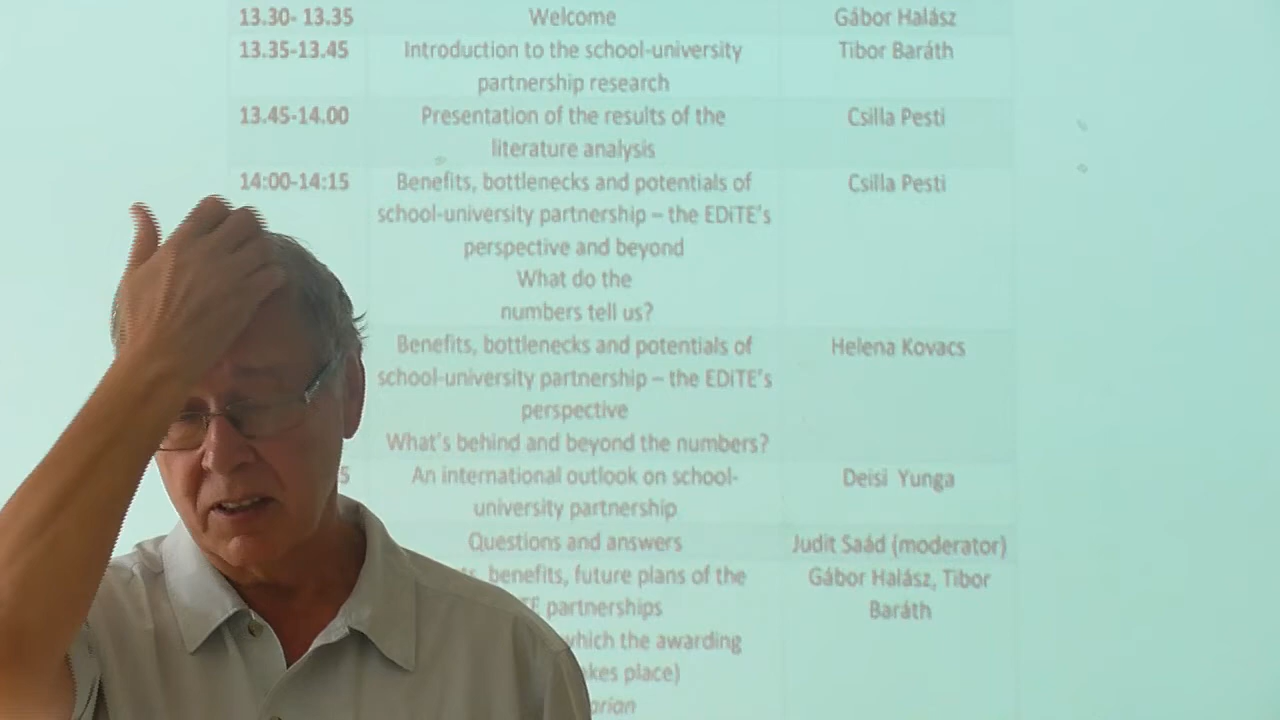 13.30- 13.35 Welcome Gábor Halász
13.35-13.45 Introduction to the school-university Tibor Baráth
partnership research
13.45-14.00 Presentation of the results of the Csilla Pesti
literature analysis
14:00-14:15 Benefits, bottlenecks and potentials of Csilla Pesti
school-university partnership – the EDiTE's
perspective and beyond
What do the
numbers tell us?
Benefits, bottlenecks and potentials of Helena Kovacs
school-university partnership – the EDiTE's
perspective
What's behind and beyond the numbers?
5 An international outlook on school- Deisi Yunga
university partnership
Questions and answers Judit Saád (moderator)
benefits, future plans of the Gábor Halász, Tibor
partnerships Baráth
which the awarding
place)